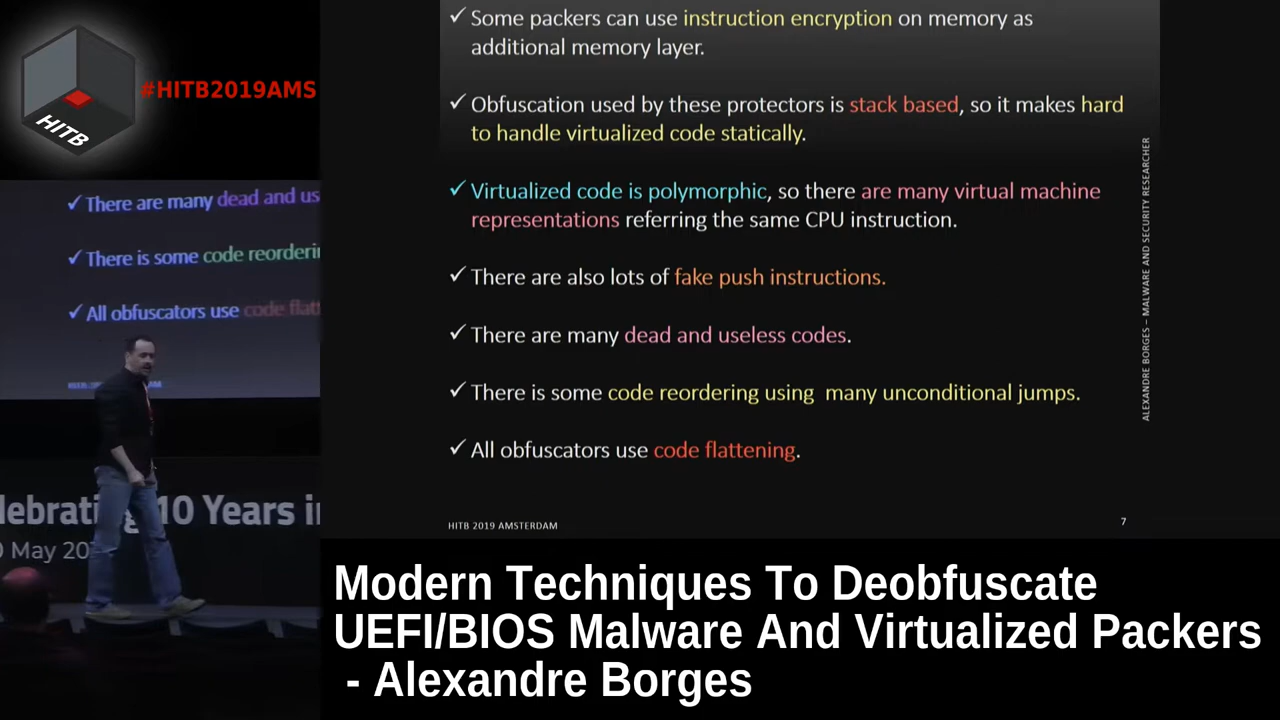 HITB
#HITB2019AMS
✓ There are many dead and us
✓ There is some code reorderin
✓ All obfuscators use code flatt
lebrating 10 Years i
May 20
✓ Some packers can use instruction encryption on memory as
additional memory layer.
✓ Obfuscation used by these protectors is stack based, so it makes hard
to handle virtualized code statically.
✓ Virtualized code is polymorphic, so there are many virtual machine
representations referring the same CPU instruction.
✓ There are also lots of fake push instructions.
✓ There are many dead and useless codes.
✓ There is some code reordering using  many unconditional jumps.
✓ All obfuscators use code flattening.
HITB 2019 AMSTERDAM
7
ALEXANDRE BORGES – MALWARE AND SECURITY RESEARCHER
Modern Techniques To Deobfuscate
UEFI/BIOS Malware And Virtualized Packers
- Alexandre Borges